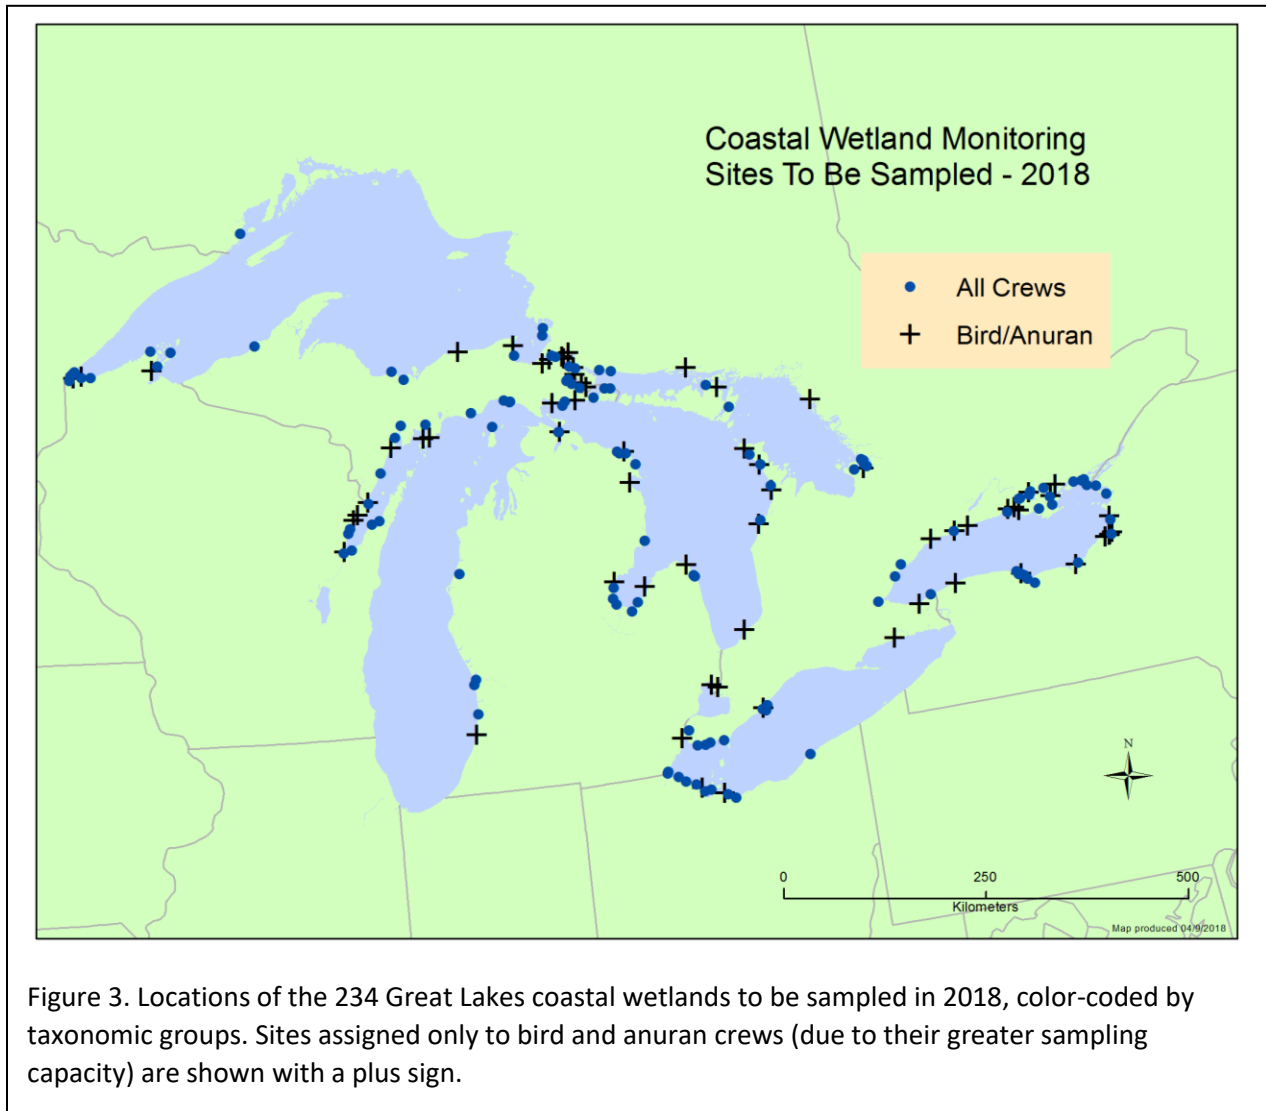 Coastal Wetland Monitoring
Sites To Be Sampled - 2018
All Crews
Bird/Anuran
N
0 250 500
Kilometers
Map produced 04/9/2018
Figure 3. Locations of the 234 Great Lakes coastal wetlands to be sampled in 2018, color-coded by
taxonomic groups. Sites assigned only to bird and anuran crews (due to their greater sampling
capacity) are shown with a plus sign.